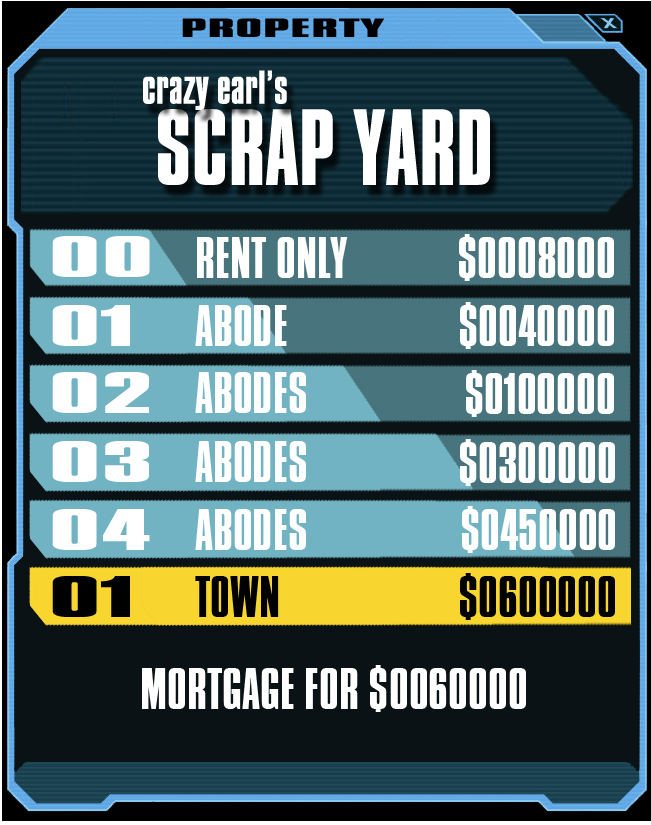 PROPERTY X
crazy earl's
SCRAP YARD
00 RENT ONLY $0008000
01 ABODE $0040000
02 ABODES $0100000
03 ABODES $0300000
04 ABODES $0450000
01 TOWN $0600000
MORTGAGE FOR $0060000